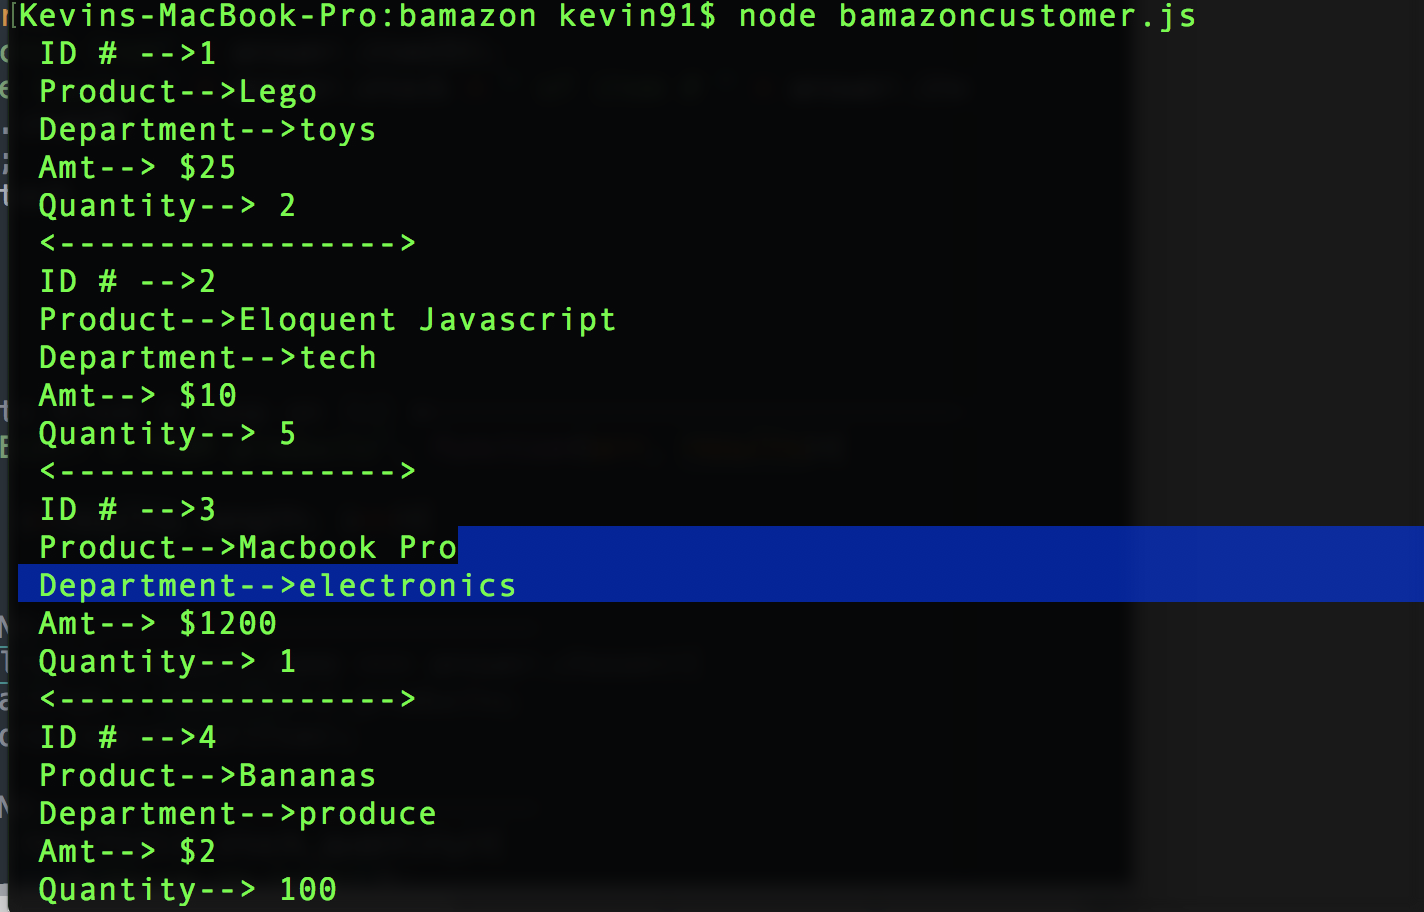 [Kevins-MacBook-Pro:bamazon kevin91$ node bamazoncustomer.js
ID # -->1
Product-->Lego
Department-->toys
Amt--> $25
Quantity--> 2
<----------------->
ID # -->2
Product-->Eloquent Javascript
Department-->tech
Amt--> $10
Quantity--> 5
<----------------->
ID # -->3
Product-->Macbook Pro
Department-->electronics
Amt--> $1200
Quantity--> 1
<----------------->
ID # -->4
Product-->Bananas
Department-->produce
Amt--> $2
Quantity--> 100